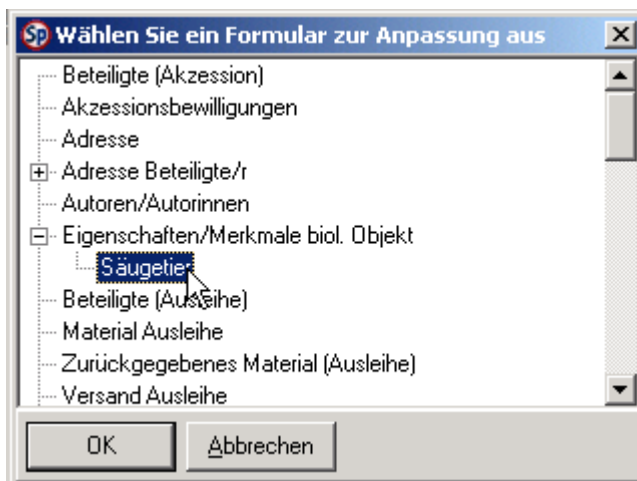 Sp Wählen Sie ein Formular zur Anpassung aus
Beteiligte (Akzession)
Akzessionsbewilligungen
Adresse
Adresse Beteiligte/r
Autoren/Autorinnen
Eigenschaften/Merkmale biol. Objekt
Säugetier
Beteiligte (Ausleihe)
Material Ausleihe
Zurückgegebenes Material (Ausleihe)
Versand Ausleihe
OK Abbrechen